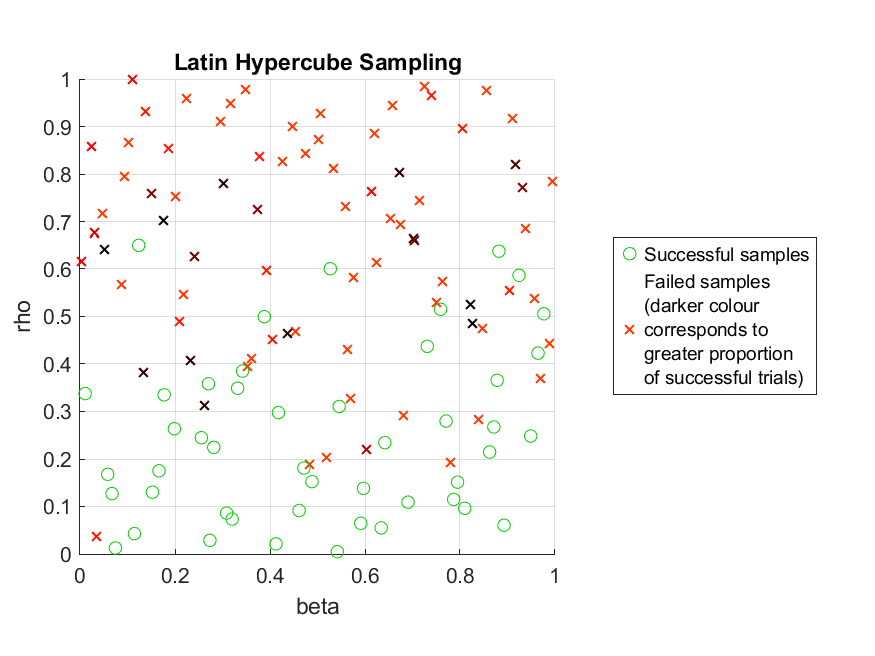 Latin Hypercube Sampling
1
0.9
0.8
0.7
0.6
0.5
0.4
0.3
0.2
0.1
0
rho
0 0.2 0.4 0.6 0.8 1
beta
Successful samples
Failed samples
(darker colour
corresponds to
greater proportion
of successful trials)